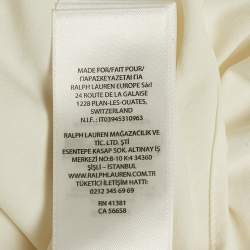 MADE FOR/FAIT POUR/
ΠΑΡΑΣΚΕΥΑΖΕΤΑΙ ΓΙΑ
RALPH LAUREN EUROPE Sàrl
24 ROUTE DE LA GALAISE
1228 PLAN-LES-OUATES,
SWITZERLAND
N.I.F.: IT03945310963
RALPH LAUREN MAĞAZACILIK VE
TİC. LTD. ŞTİ
ESENTEPE KASAP SOK. ALTINAY İŞ
MERKEZİ NO:8-10 K:4 34360
ŞİŞLİ - İSTANBUL
WWW.RALPHLAUREN.COM.TR
TÜKETİCİ İLETİŞİM HATTI:
0212 345 69 69
RN 41381
CA 56658